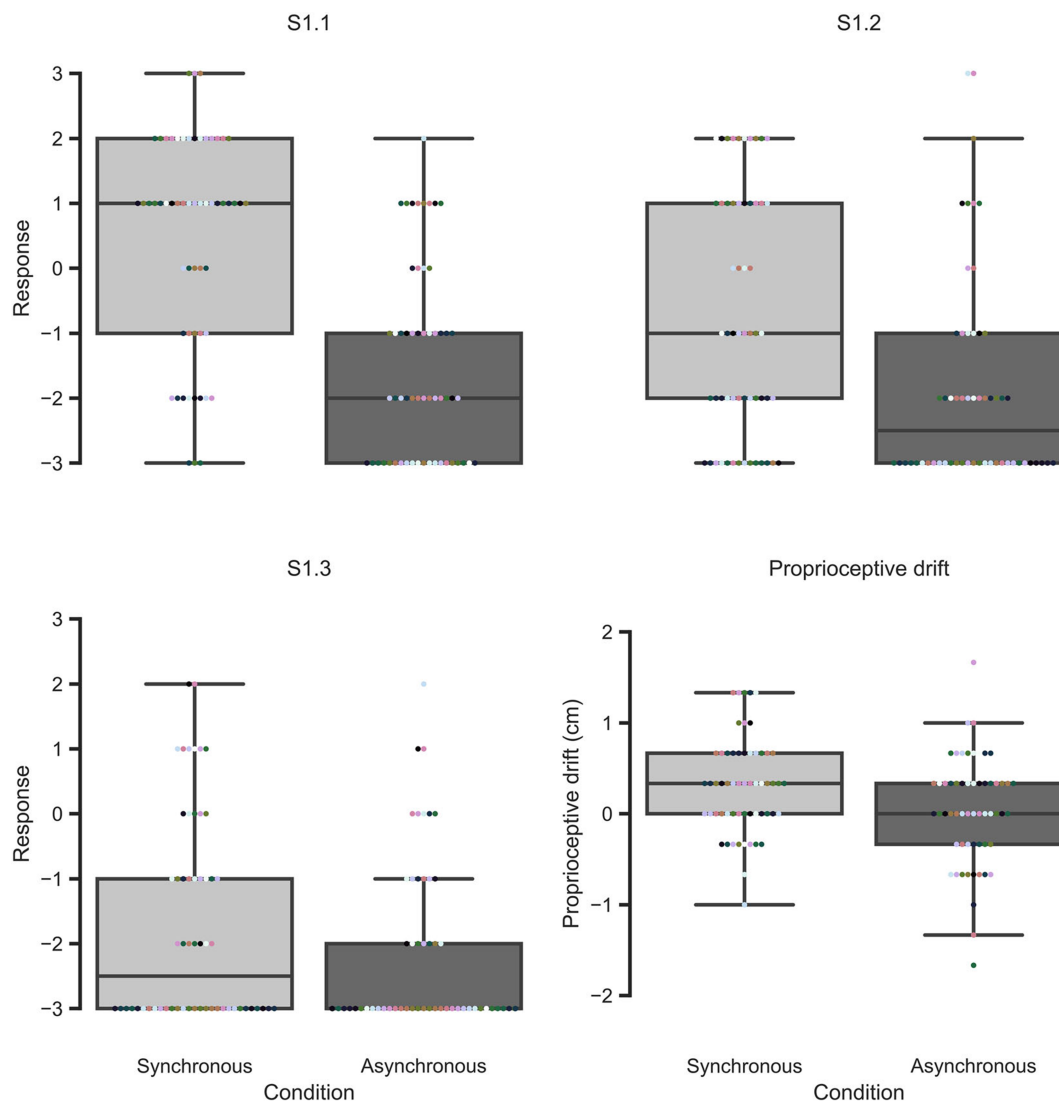 S1.1
S1.2
Response
3
2
1
0
−1
−2
−3
S1.3
Proprioceptive drift
Response
3
2
1
0
−1
−2
−3
Proprioceptive drift (cm)
2
1
0
−1
−2
Synchronous Asynchronous
Condition
Synchronous Asynchronous
Condition